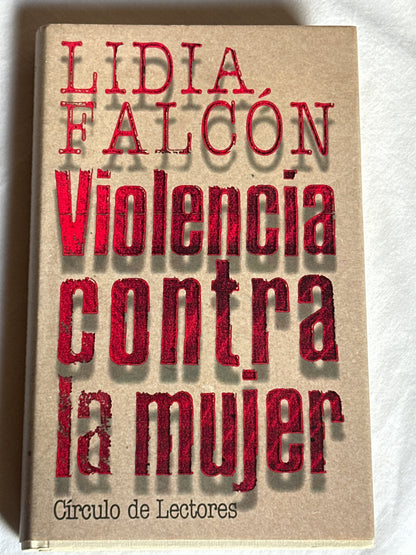 LIDIA
FALCÓN
Violencia
contra
la mujer
Círculo de Lectores